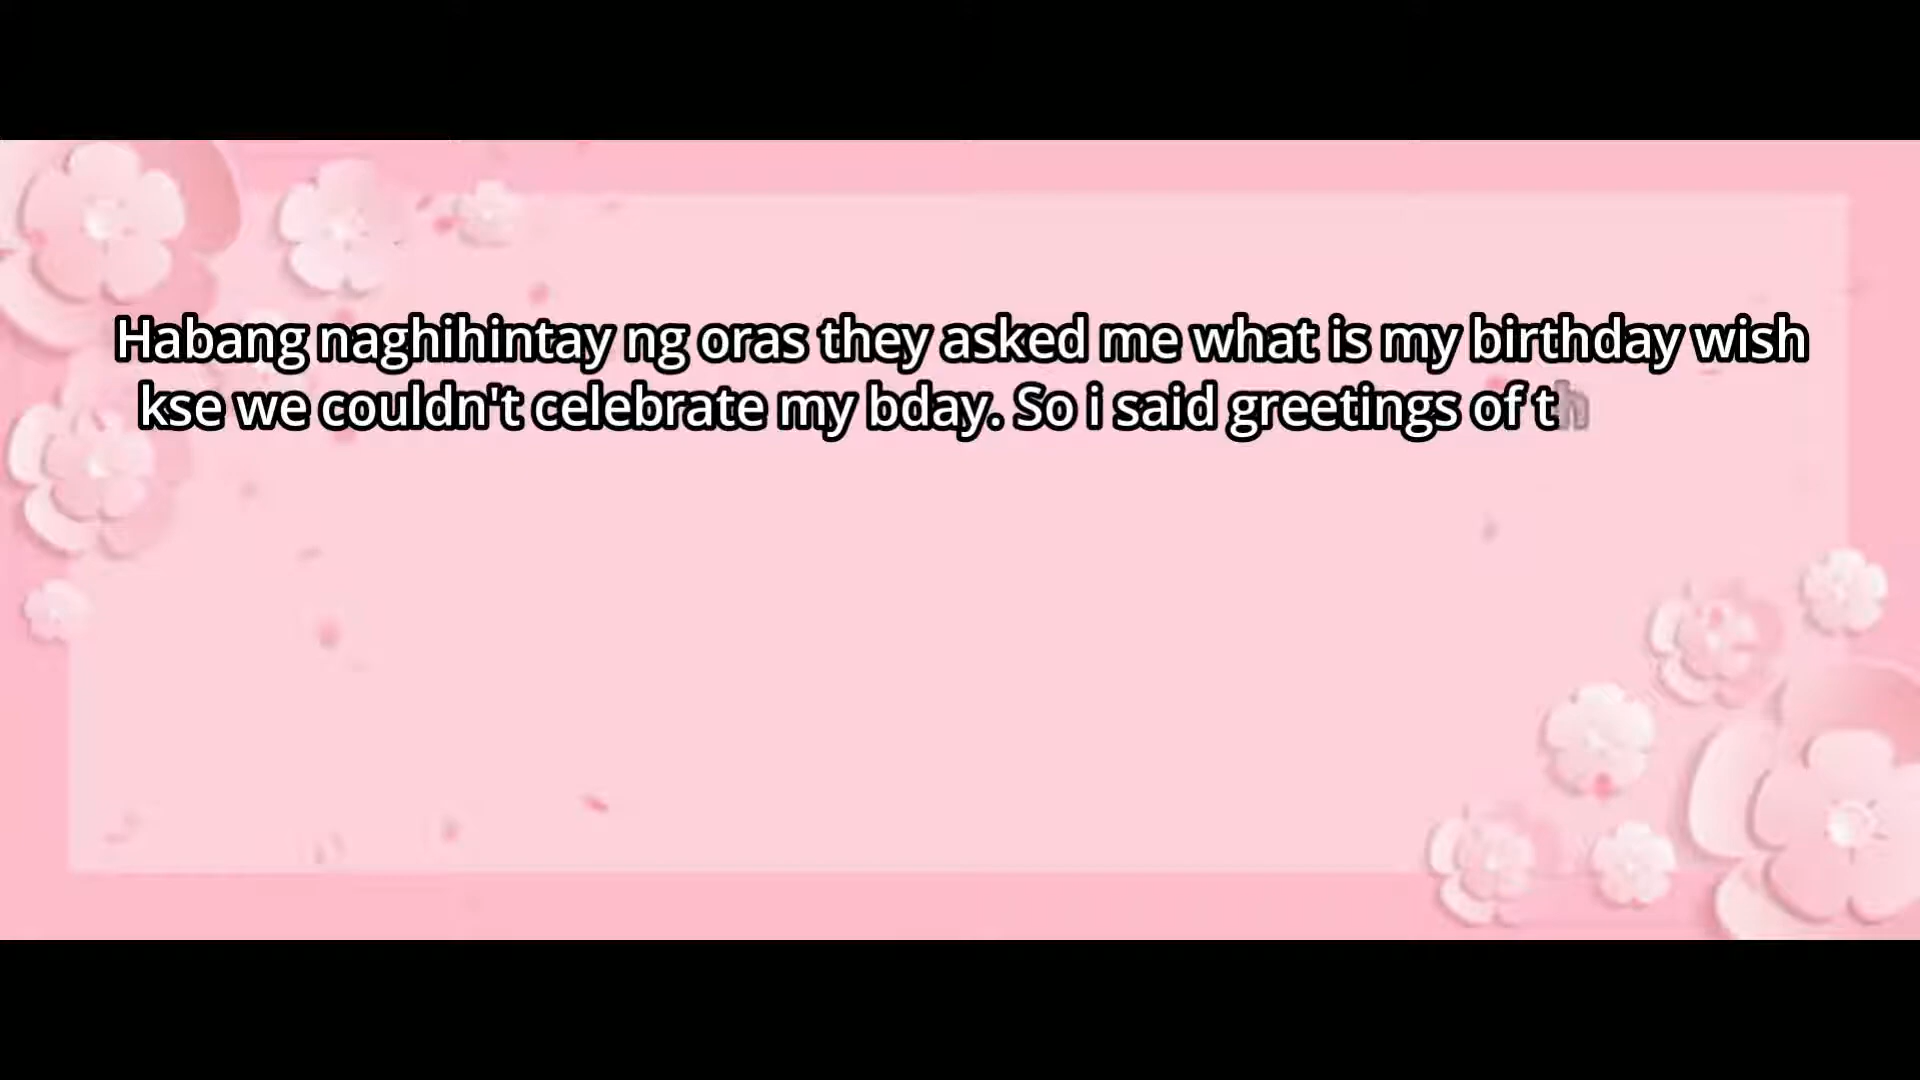 Habang naghihintay ng oras they asked me what is my birthday wish
kse we couldn't celebrate my bday. So i said greetings of th